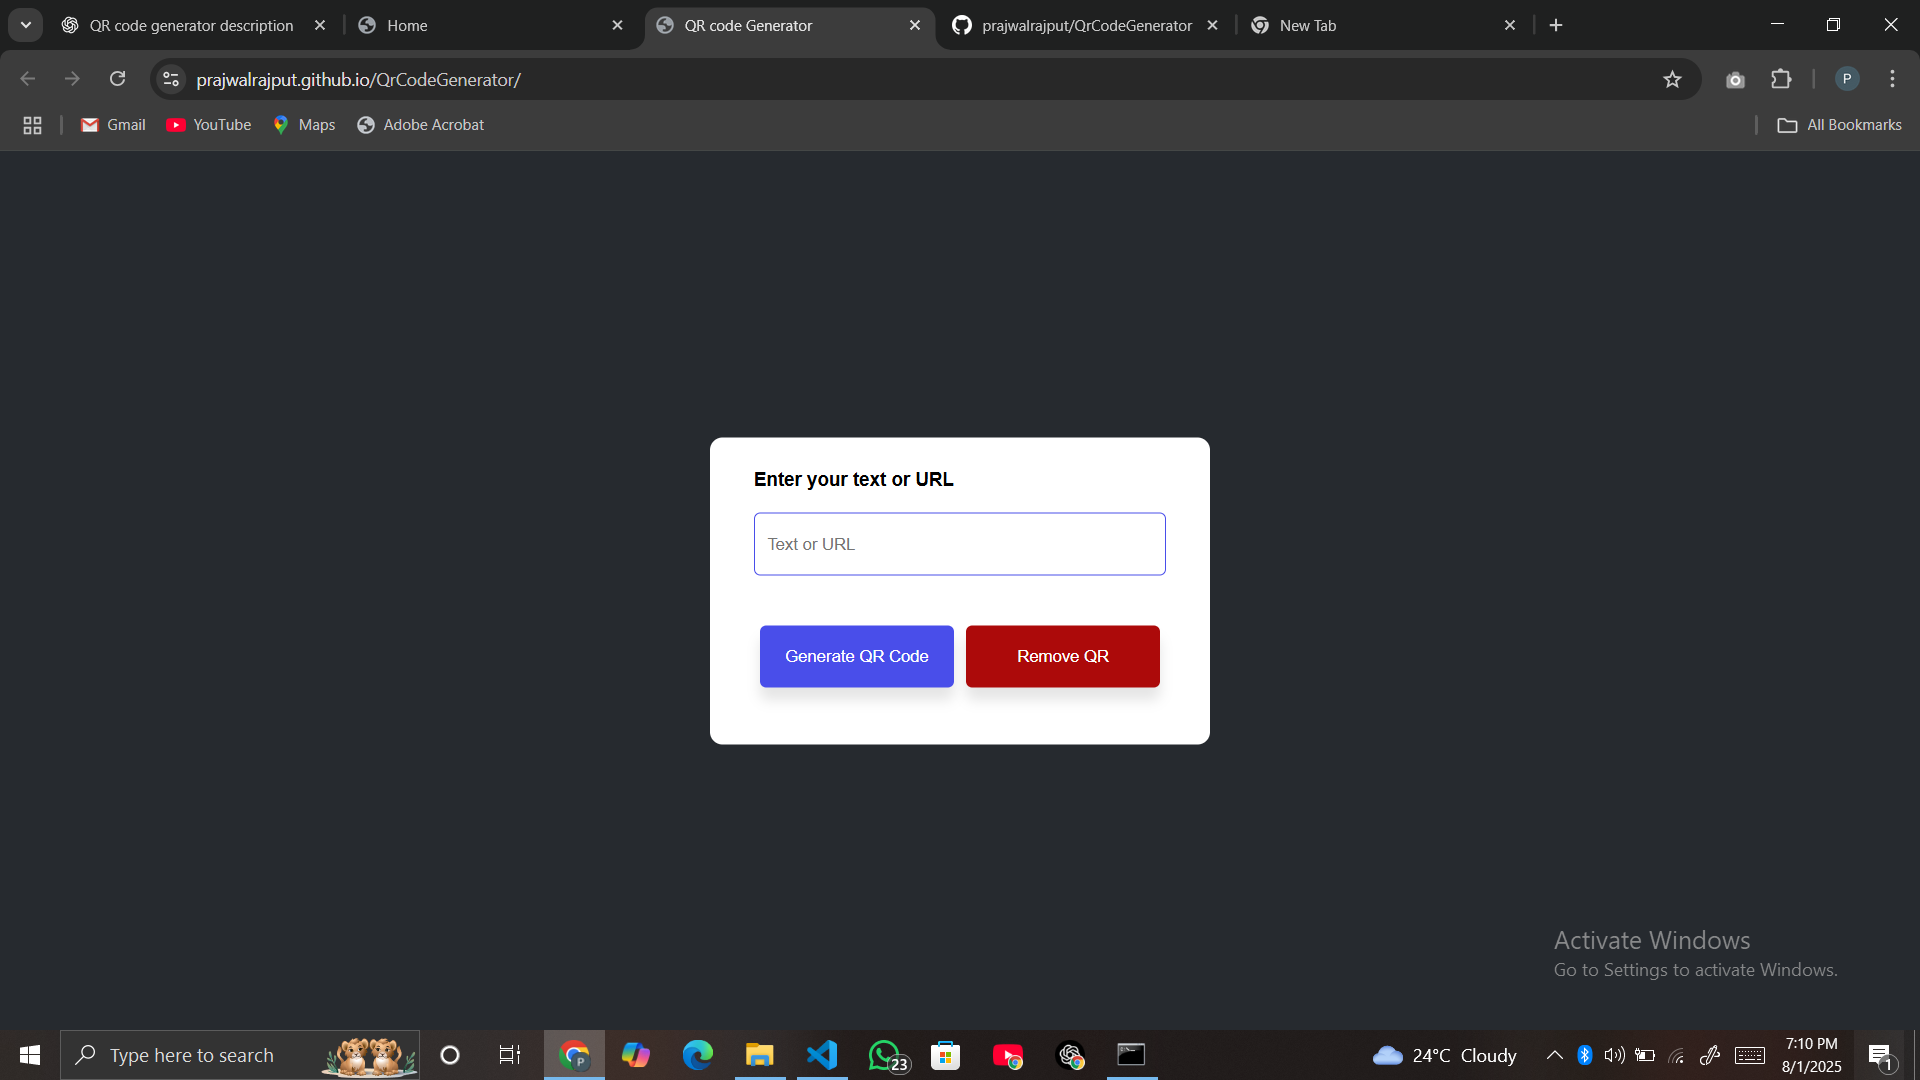 QR code generator description
Home
QR code Generator
prajwalrajput/QrCodeGenerator
New Tab
prajwalrajput.github.io/QrCodeGenerator/
P
Gmail
YouTube
Maps
Adobe Acrobat
All Bookmarks
Enter your text or URL
Text or URL
Generate QR Code
Remove QR
Activate Windows
Go to Settings to activate Windows.
Type here to search
P
23
24°C Cloudy
7:10 PM
8/1/2025
1